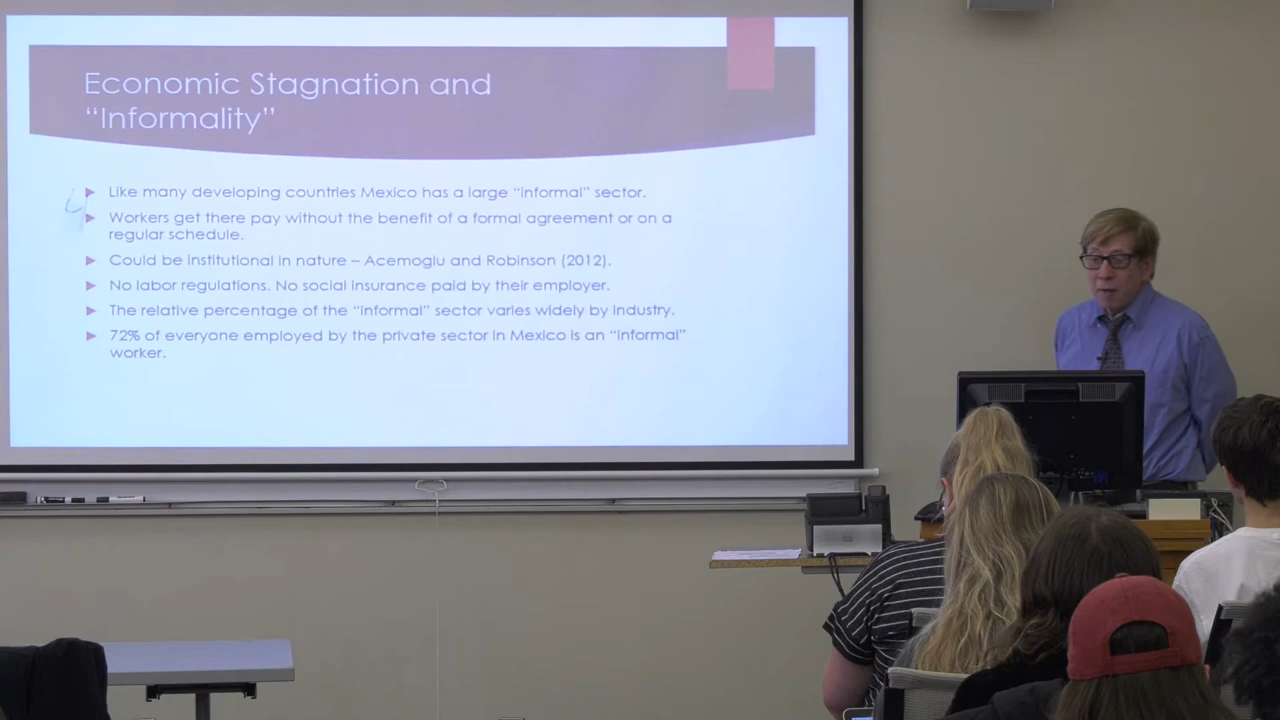 Economic Stagnation and
“Informality”
Like many developing countries Mexico has a large “informal” sector.
Workers get there pay without the benefit of a formal agreement or on a
regular schedule.
Could be institutional in nature – Acemoglu and Robinson (2012).
No labor regulations. No social insurance paid by their employer.
The relative percentage of the “informal” sector varies widely by industry.
72% of everyone employed by the private sector in Mexico is an “informal”
worker.